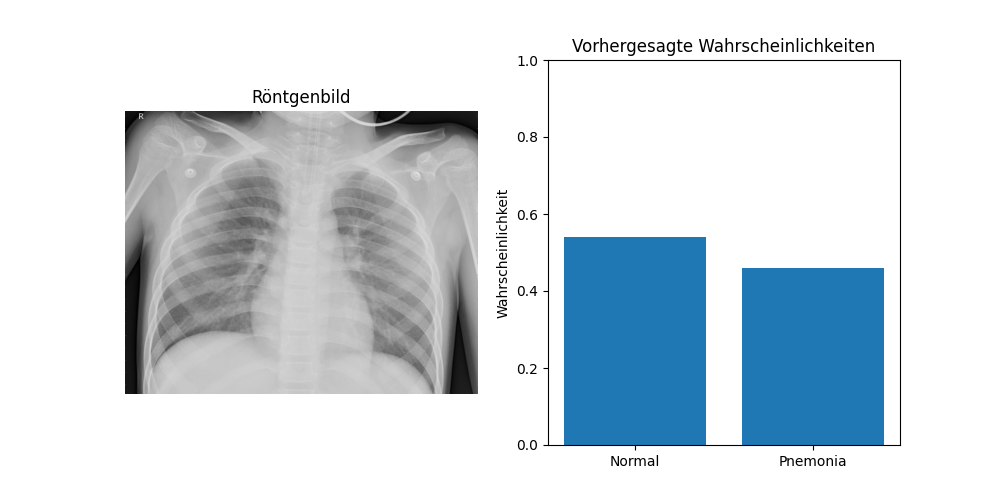 Röntgenbild
R
Vorhergesagte Wahrscheinlichkeiten
Wahrscheinlichkeit
1.0
0.8
0.6
0.4
0.2
0.0
Normal
Pnemonia